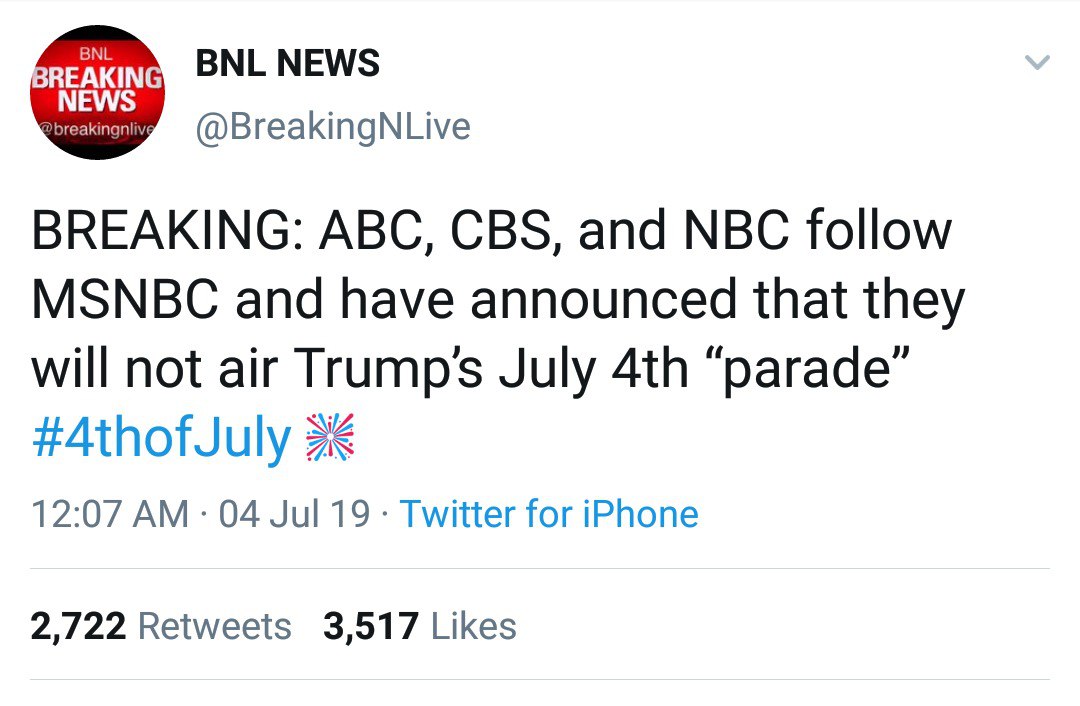 BNL
BREAKING
NEWS
@breakingnlive
BNL NEWS
@BreakingNLive
BREAKING: ABC, CBS, and NBC follow
MSNBC and have announced that they
will not air Trump’s July 4th “parade”
#4thofJuly
12:07 AM · 04 Jul 19 · Twitter for iPhone
2,722 Retweets 3,517 Likes